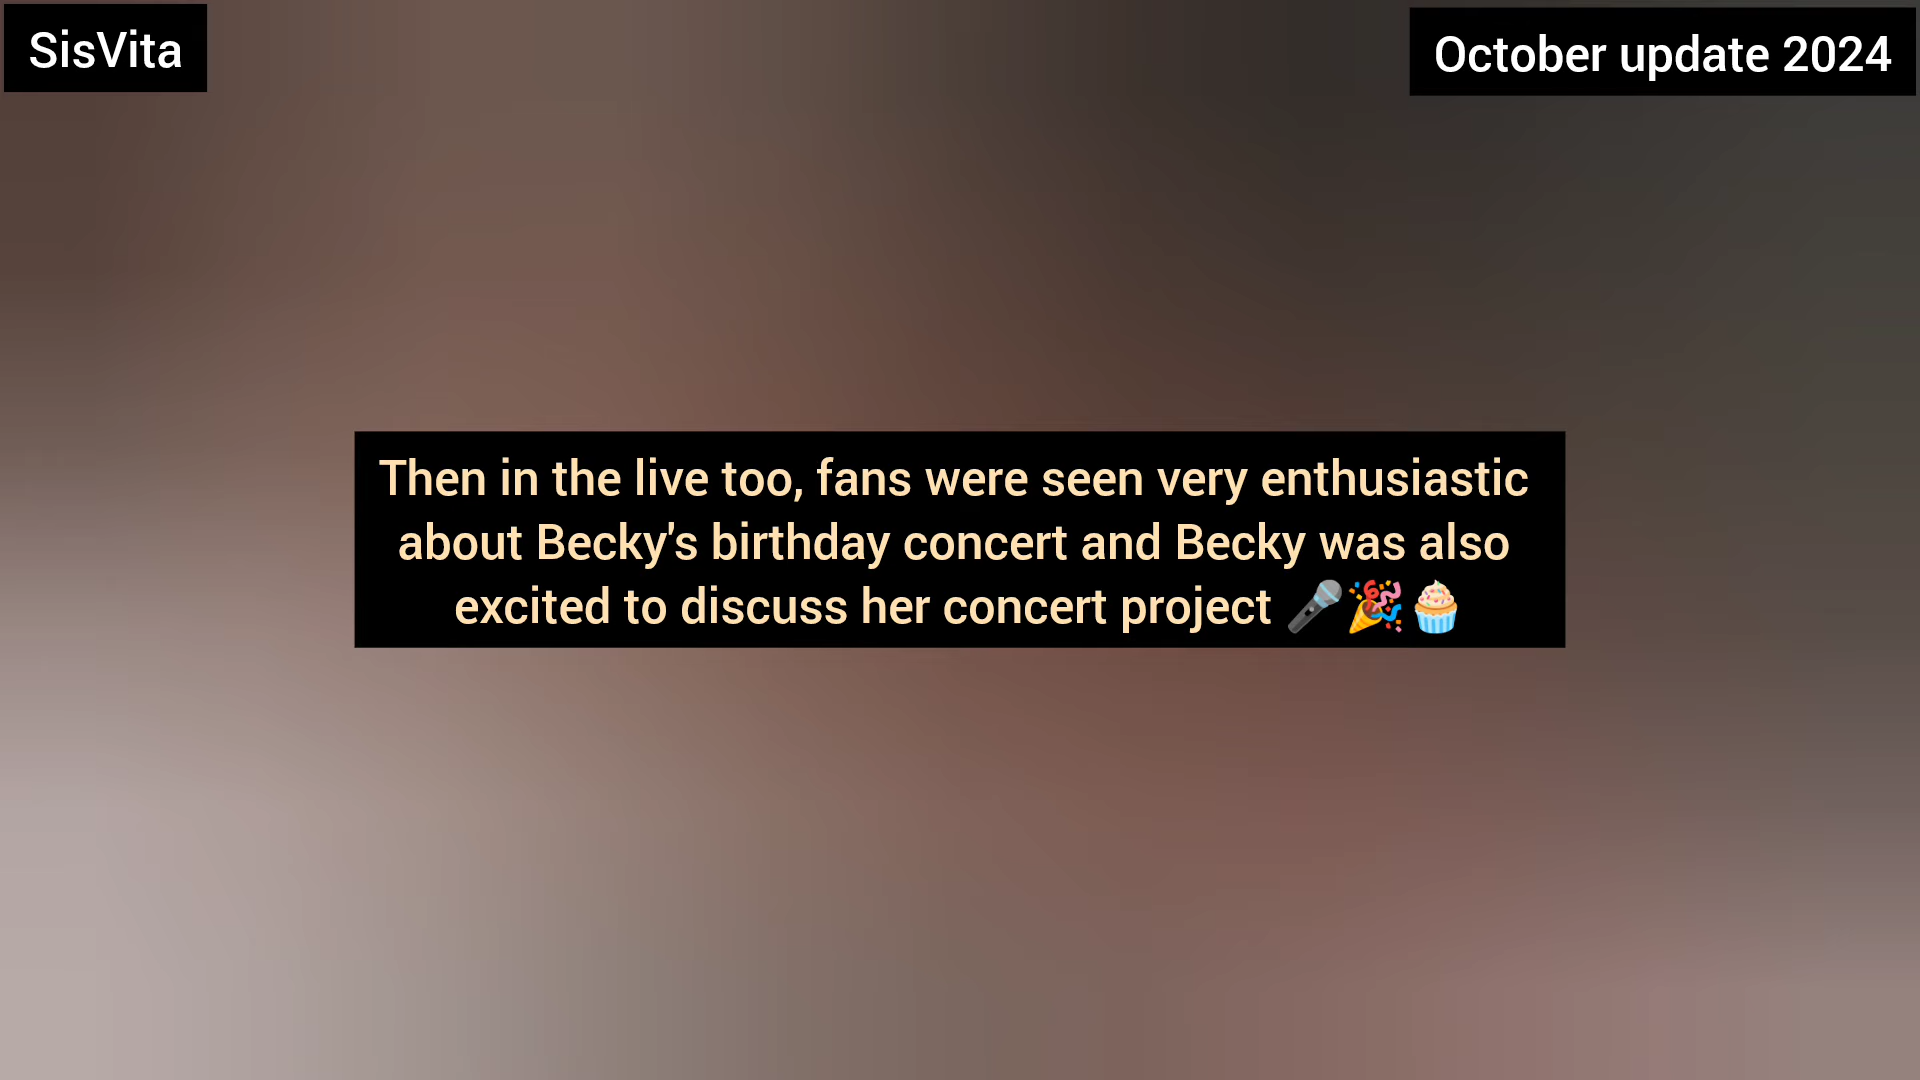 SisVita
October update 2024
Then in the live too, fans were seen very enthusiastic
about Becky's birthday concert and Becky was also
excited to discuss her concert project 🎤🎉🧁